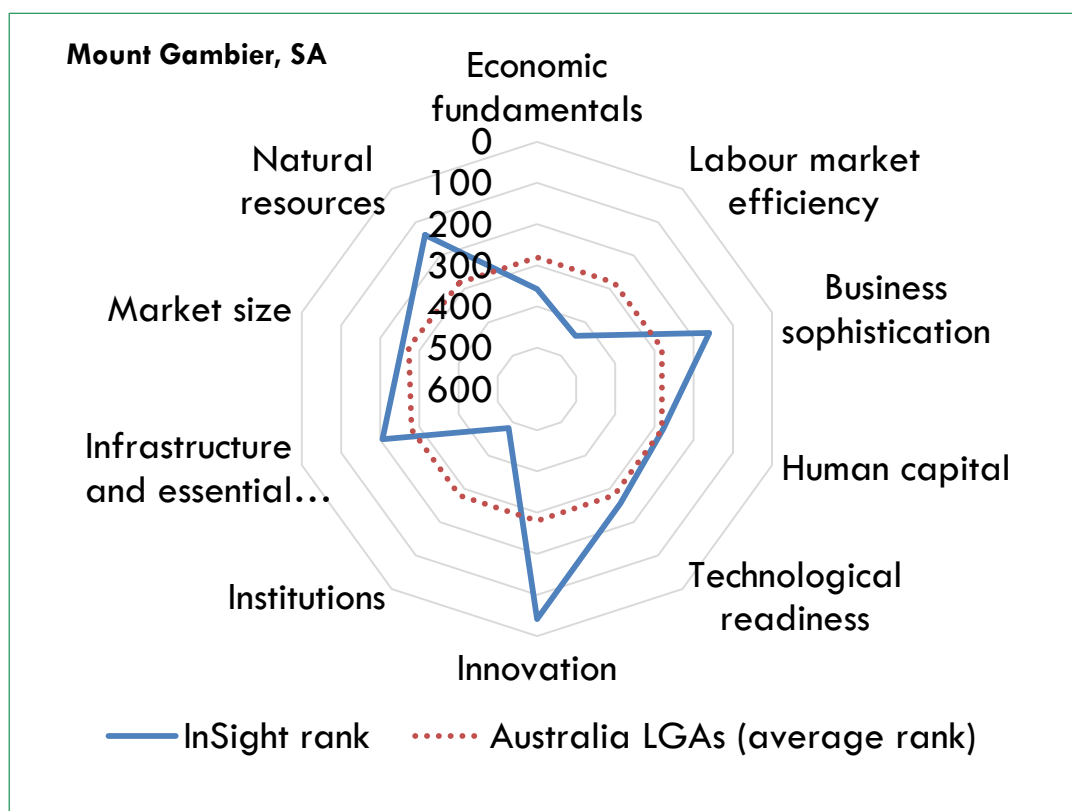 Mount Gambier, SA
Economic
fundamentals
Labour market
efficiency
Business
sophistication
Human capital
Technological
readiness
Innovation
Institutions
Infrastructure
and essential…
Market size
Natural
resources
0
100
200
300
400
500
600
InSight rank
Australia LGAs (average rank)